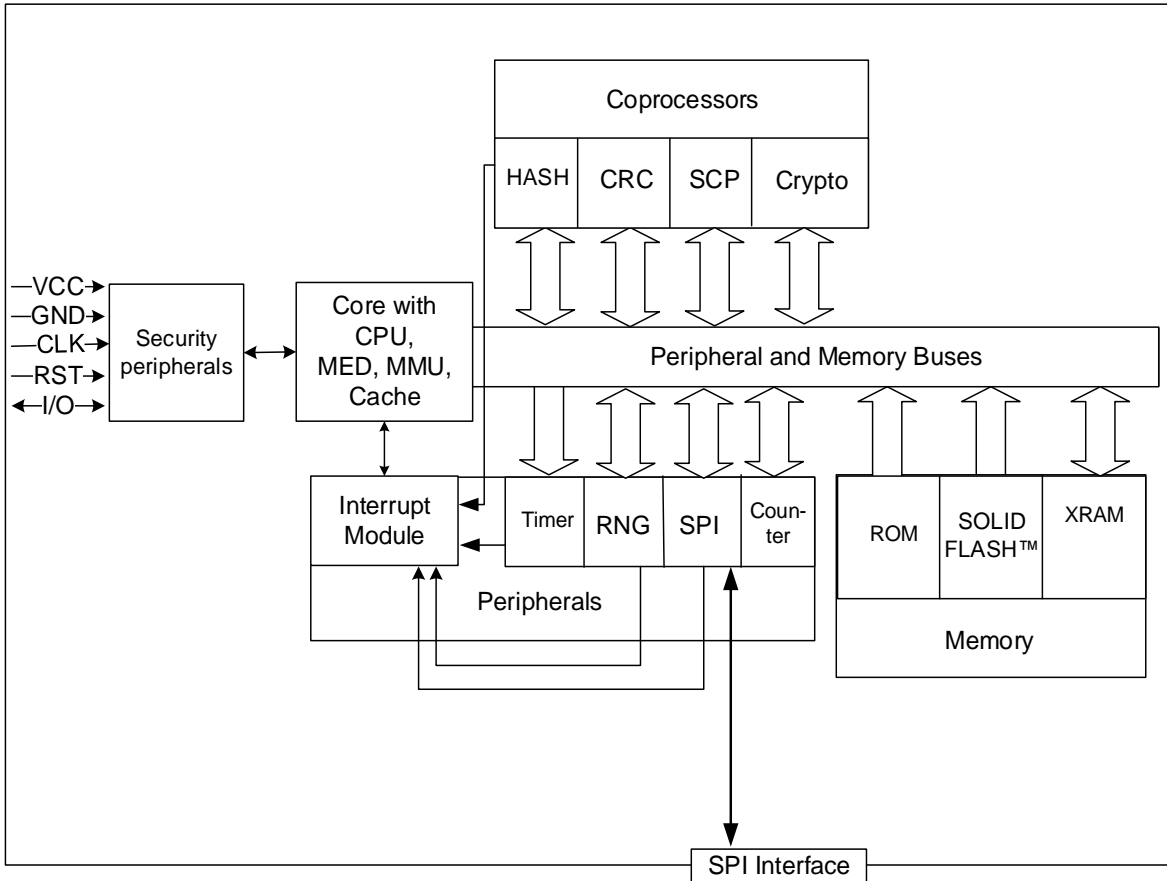 Coprocessors
HASH
CRC
SCP
Crypto
VCC
GND
CLK
RST
I/O
Security
peripherals
Core with
CPU,
MED, MMU,
Cache
Peripheral and Memory Buses
Interrupt
Module
Timer
RNG
SPI
Coun-
ter
Peripherals
ROM
SOLID
FLASH™
XRAM
Memory
SPI Interface